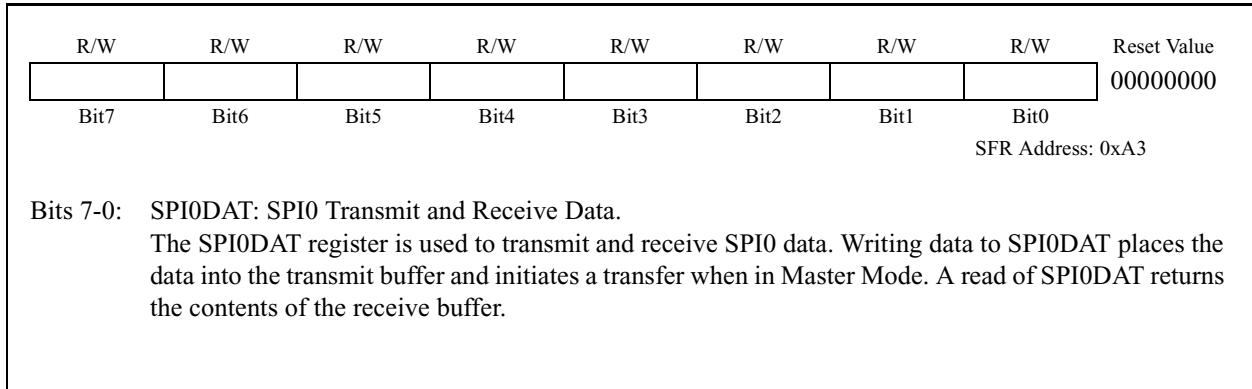 R/W R/W R/W R/W R/W R/W R/W R/W Reset Value
00000000
Bit7 Bit6 Bit5 Bit4 Bit3 Bit2 Bit1 Bit0
SFR Address: 0xA3
Bits 7-0: SPI0DAT: SPI0 Transmit and Receive Data.
The SPI0DAT register is used to transmit and receive SPI0 data. Writing data to SPI0DAT places the
data into the transmit buffer and initiates a transfer when in Master Mode. A read of SPI0DAT returns
the contents of the receive buffer.